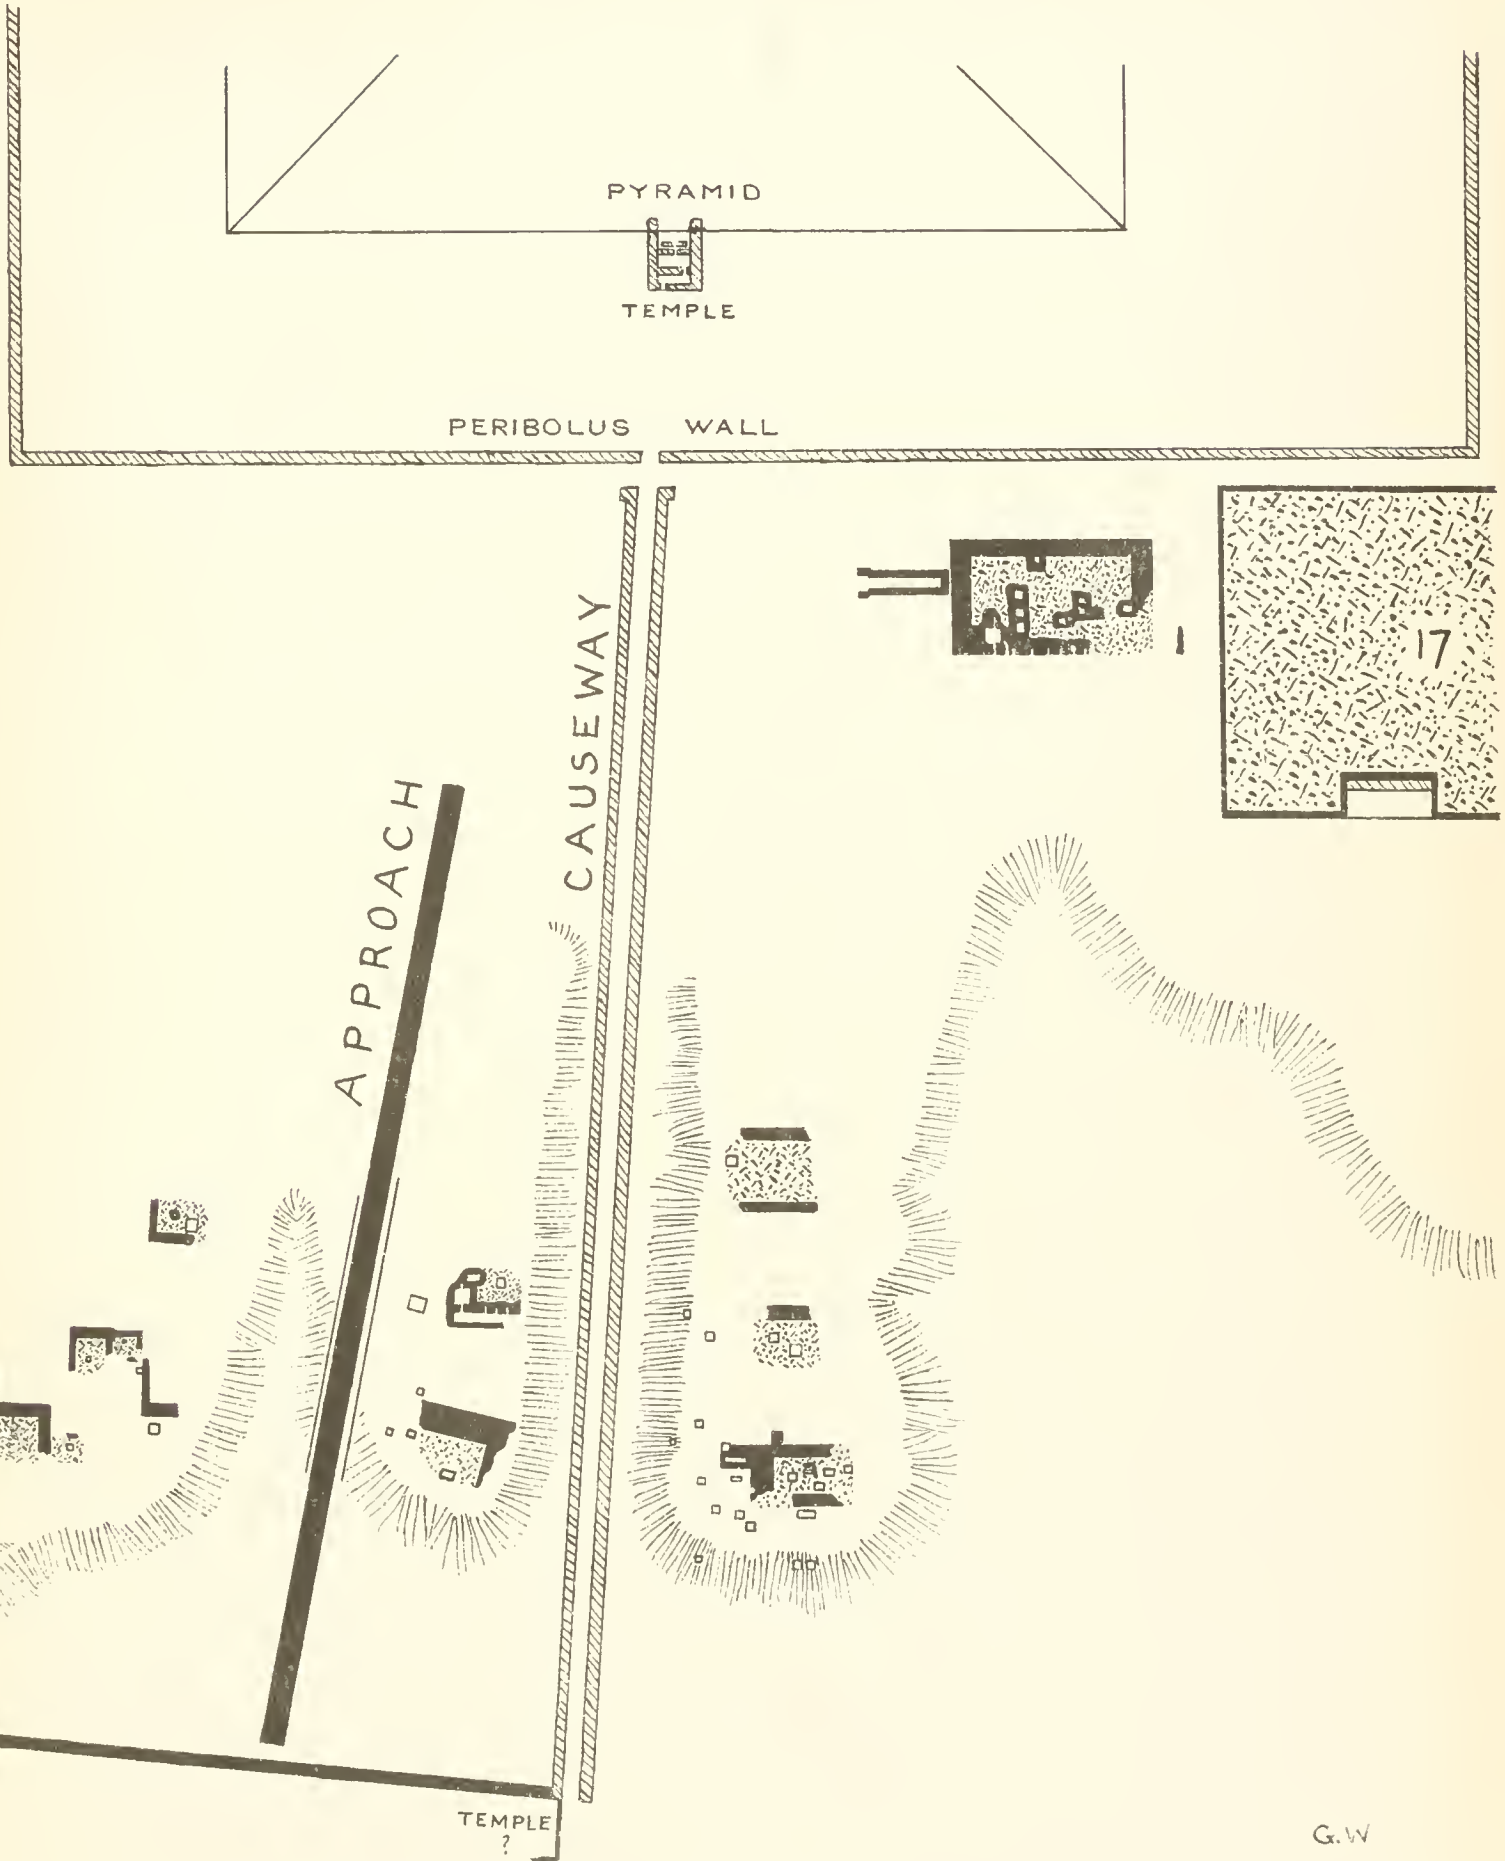 PYRAMID
TEMPLE
PERIBOLUS WALL
17
CAUSEWAY
APPROACH
TEMPLE
?
G.W